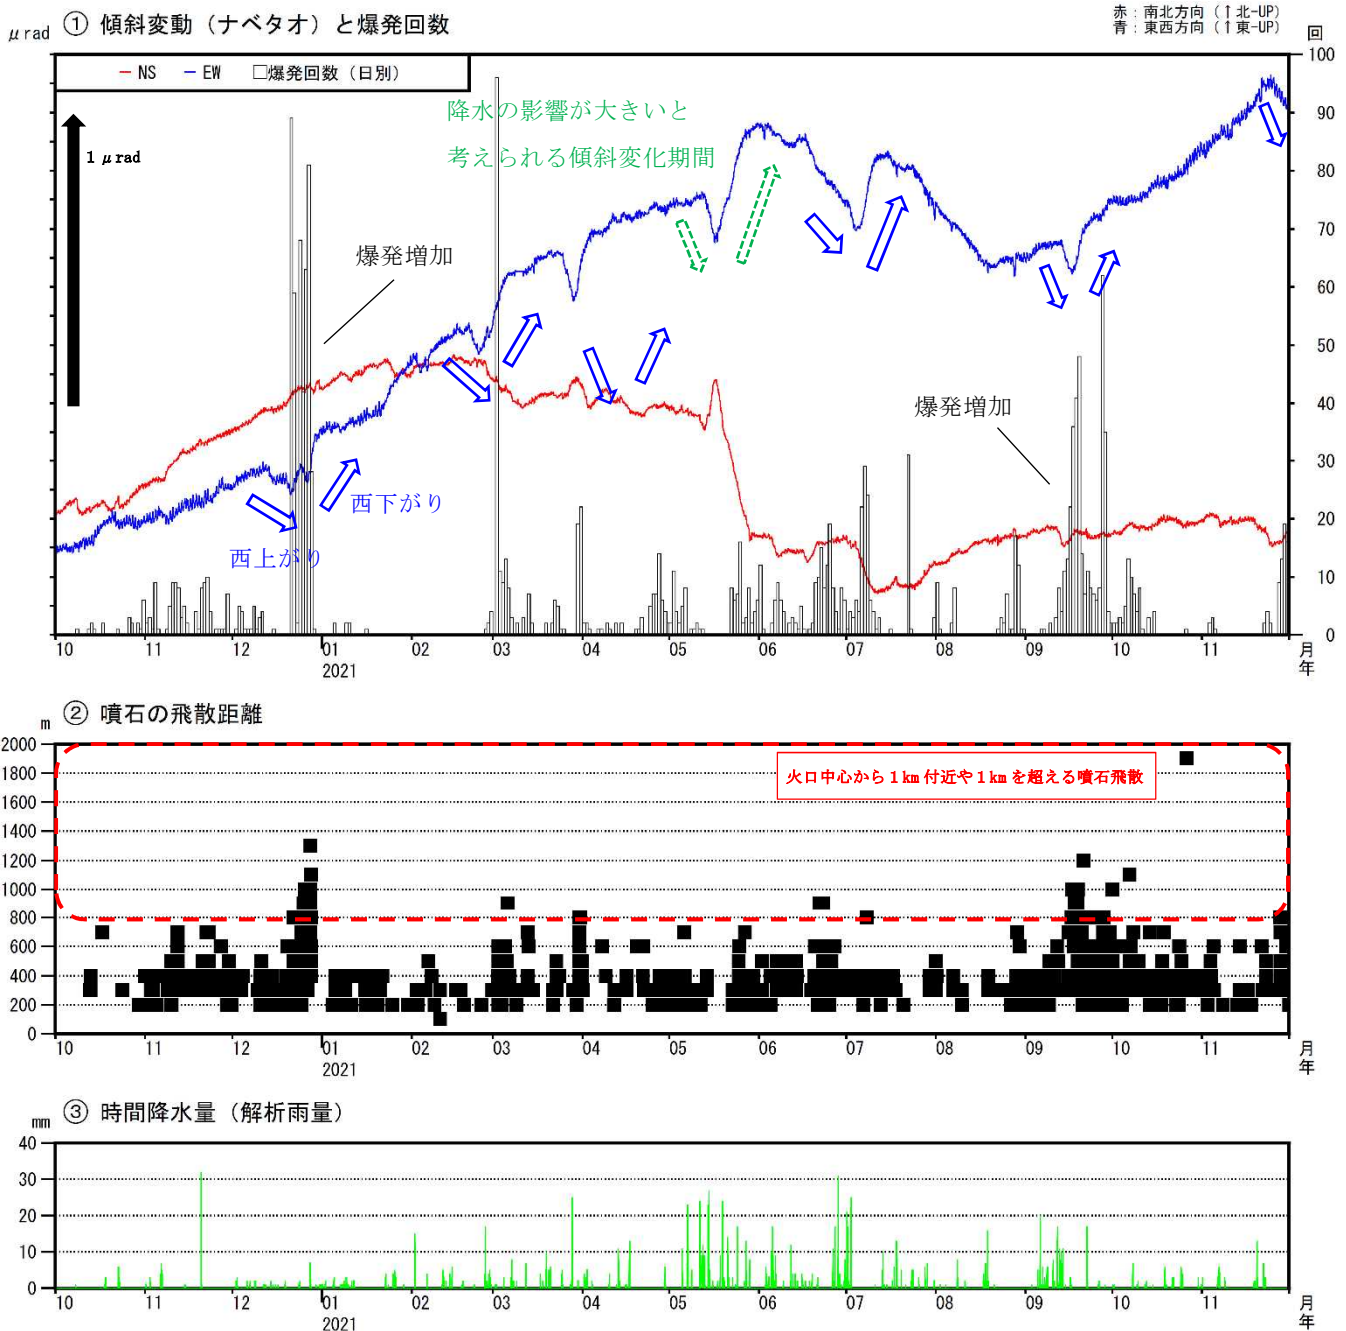 ① 傾斜変動（ナベタオ）と爆発回数
赤：南北方向（↑北-UP）
青：東西方向（↑東-UP）
μrad
回
NS EW □爆発回数（日別）
1μrad
降水の影響が大きいと
考えられる傾斜変化期間
爆発増加
爆発増加
西下がり
西上がり
100
90
80
70
60
50
40
30
20
10
0
10 11 12 01 02 03 04 05 06 07 08 09 10 11 月
2021 年
② 噴石の飛散距離
m
火口中心から1km付近や1kmを超える噴石飛散
2000
1800
1600
1400
1200
1000
800
600
400
200
0
10 11 12 01 02 03 04 05 06 07 08 09 10 11 月
2021 年
③ 時間降水量（解析雨量）
mm
40
30
20
10
0
10 11 12 01 02 03 04 05 06 07 08 09 10 11 月
2021 年